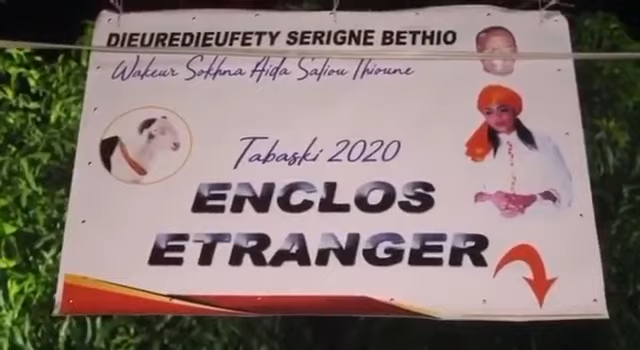 DIEUREDIEUFETY SERIGNE BETHIO
Wakeur Sokhna Aida Saliou Thioune
Tabaski 2020
ENCLOS
ETRANGER